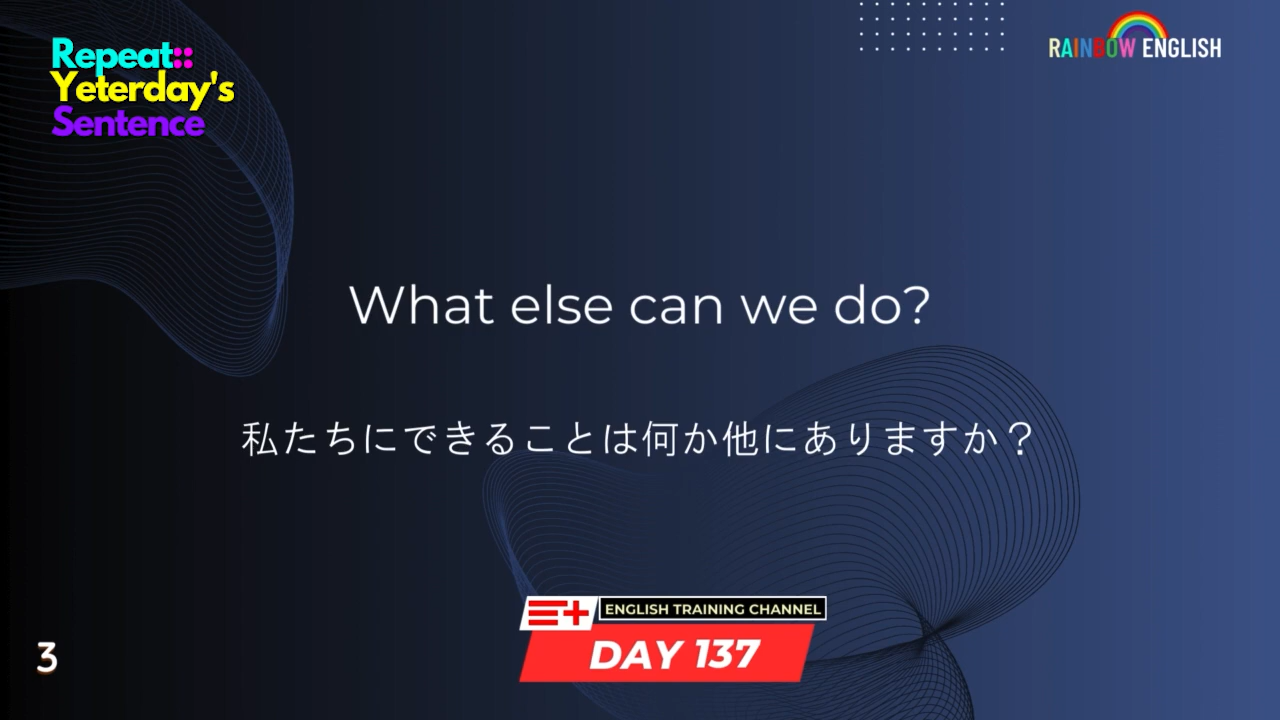 Repeat::
Yeterday's
Sentence
RAINBOW ENGLISH
What else can we do?
私たちにできることは何か他にありますか？
ENGLISH TRAINING CHANNEL
DAY 137
3